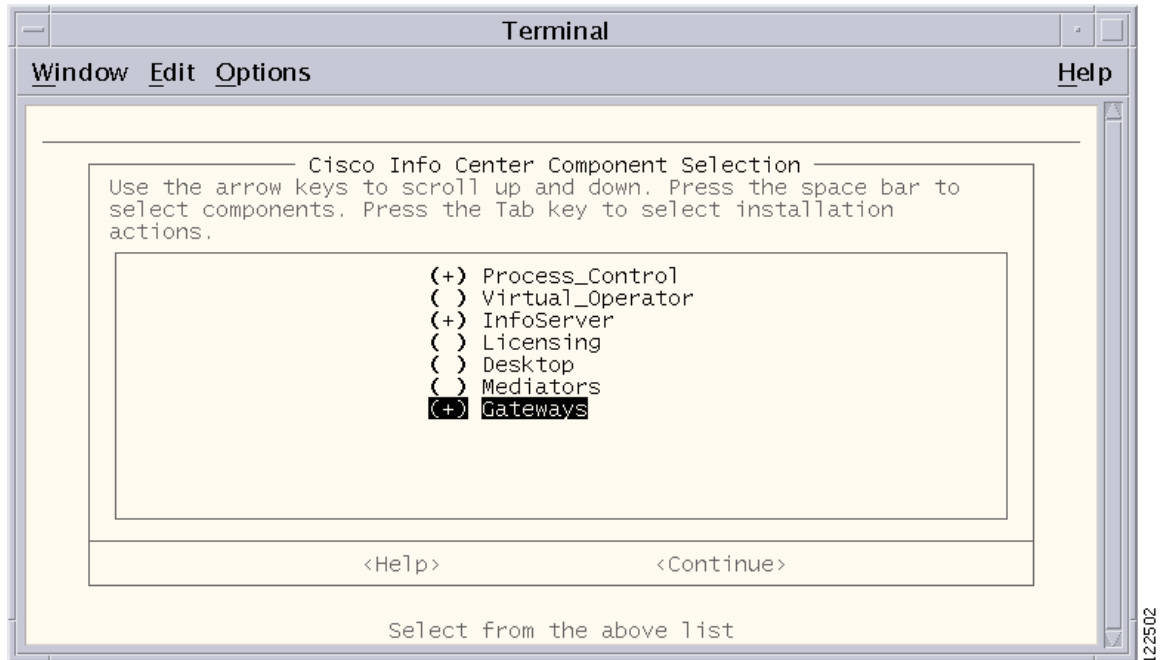 Terminal
Window Edit Options Help
Cisco Info Center Component Selection
Use the arrow keys to scroll up and down. Press the space bar to
select components. Press the Tab key to select installation
actions.
(+) Process_Control
( ) Virtual_Operator
(+) InfoServer
( ) Licensing
( ) Desktop
( ) Mediators
(+) Gateways
<Help> <Continue>
Select from the above list
122502